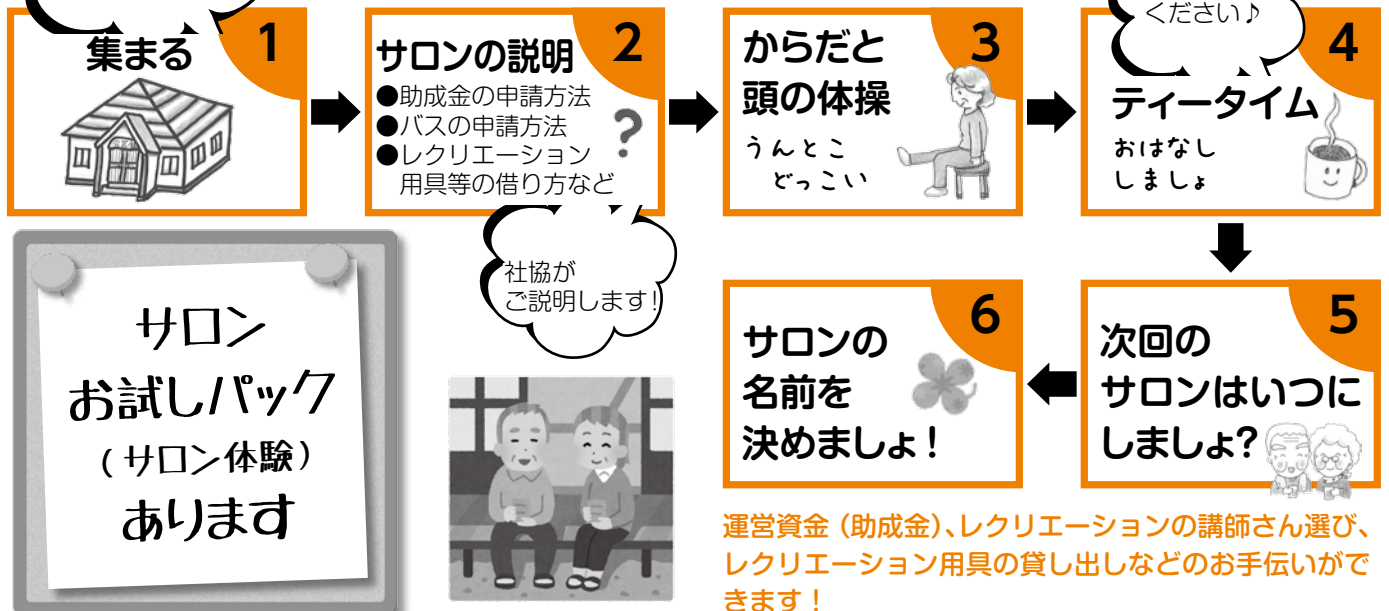 集まる
1
サロンの説明
2
●助成金の申請方法
●バスの申請方法
●レクリエーション
用具等の借り方など
?
社協が
ご説明します!
からだと
頭の体操
3
うんとこ
どっこい
ください♪
4
ティータイム
おはなし
しましょ
次回の
サロンはいつに
しましょ?
5
サロンの
名前を
決めましょ!
6
サロン
お試しパック
(サロン体験)
あります
運営資金(助成金)、レクリエーションの講師さん選び、
レクリエーション用具の貸し出しなどのお手伝いがで
きます!